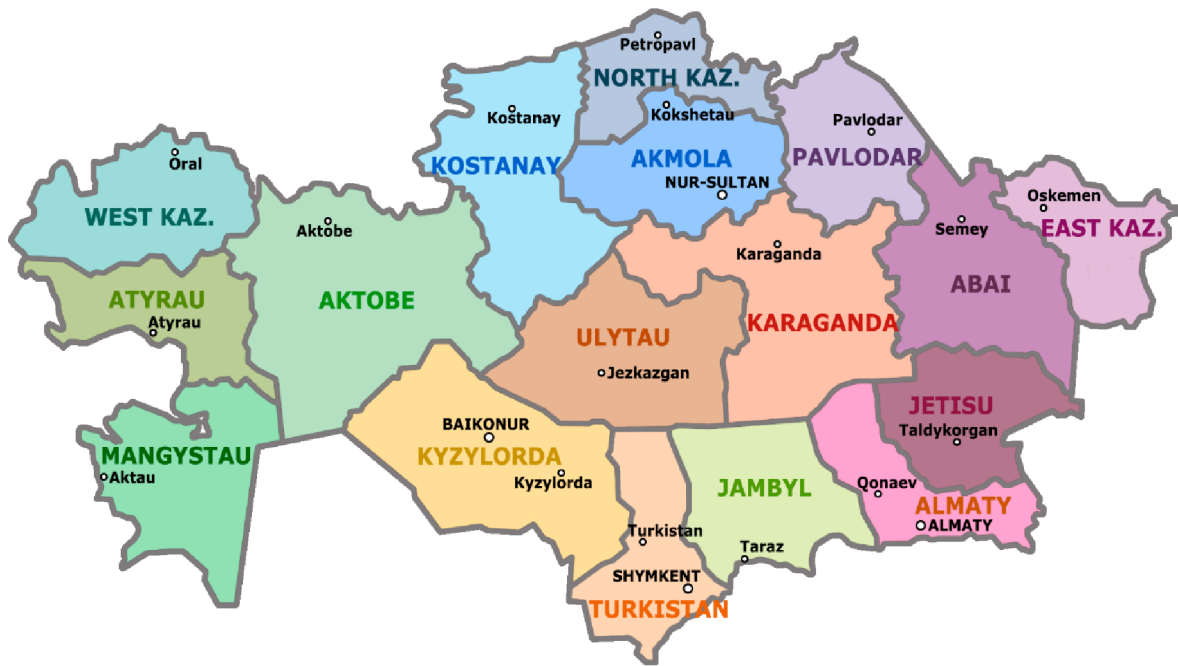 Petropavl
NORTH KAZ.
Kostanay
Kokshetau
Pavlodar
Oral
KOSTANAY
AKMOLA
PAVLODAR
NUR-SULTAN
Oskemen
WEST KAZ.
Aktobe
Semey
EAST KAZ.
Karaganda
ABAI
ATYRAU
AKTOBE
Atyrau
ULYTAU
KARAGANDA
Jezkazgan
JETISU
BAIKONUR
Taldykorgan
MANGYSTAU
KYZYLORDA
Aktau
Kyzylorda
JAMBYL
Qonaev
ALMATY
ALMATY
Turkistan
Taraz
SHYMKENT
TURKISTAN